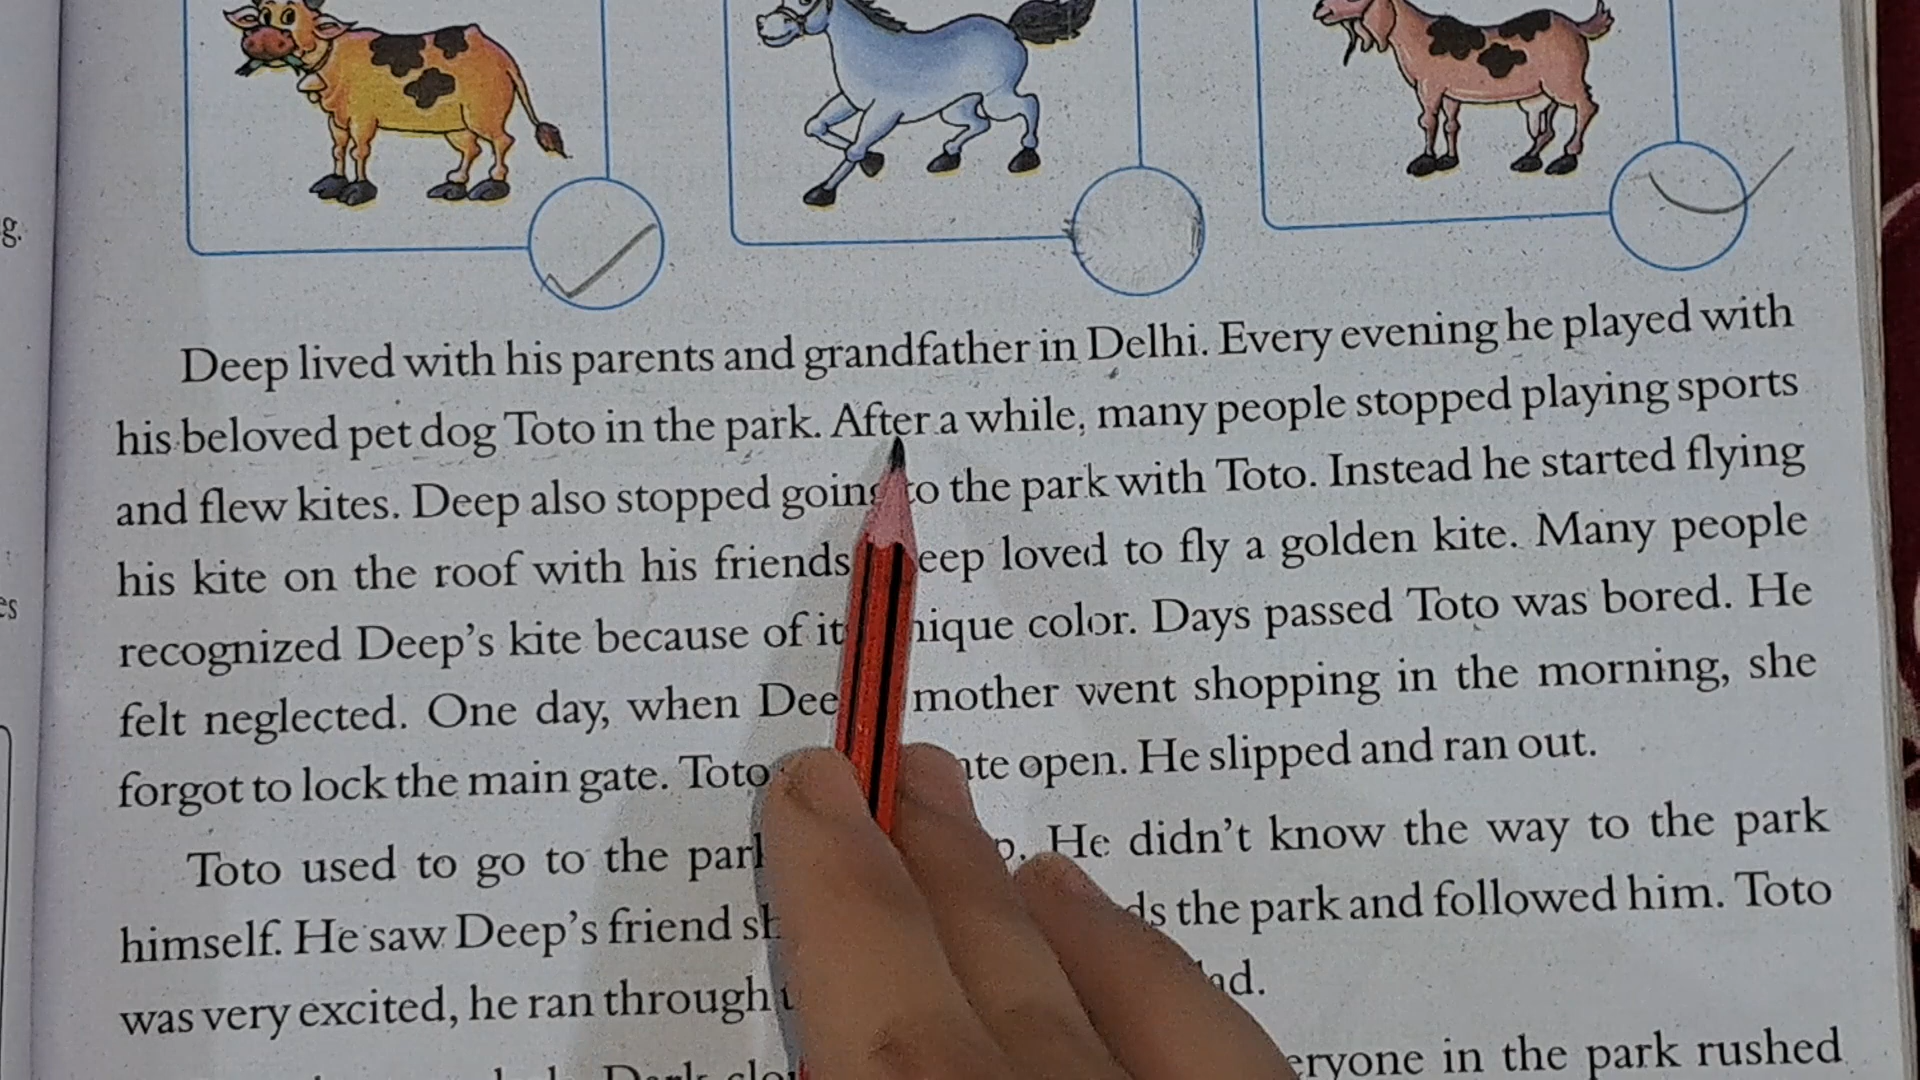 g.
es
Deep lived with his parents and grandfather in Delhi. Every evening he played with
his beloved pet dog Toto in the park. After a while, many people stopped playing sports
and flew kites. Deep also stopped going to the park with Toto. Instead he started flying
his kite on the roof with his friends eep loved to fly a golden kite. Many people
recognized Deep's kite because of it nique color. Days passed Toto was bored. He
felt neglected. One day, when Dee mother went shopping in the morning, she
forgot to lock the main gate. Toto open. He slipped and ran out.
Toto used to go to the park He didn't know the way to the park
himself. He saw Deep's friend the park and followed him. Toto
was very excited, he ran through
Dark eryone in the park rushed